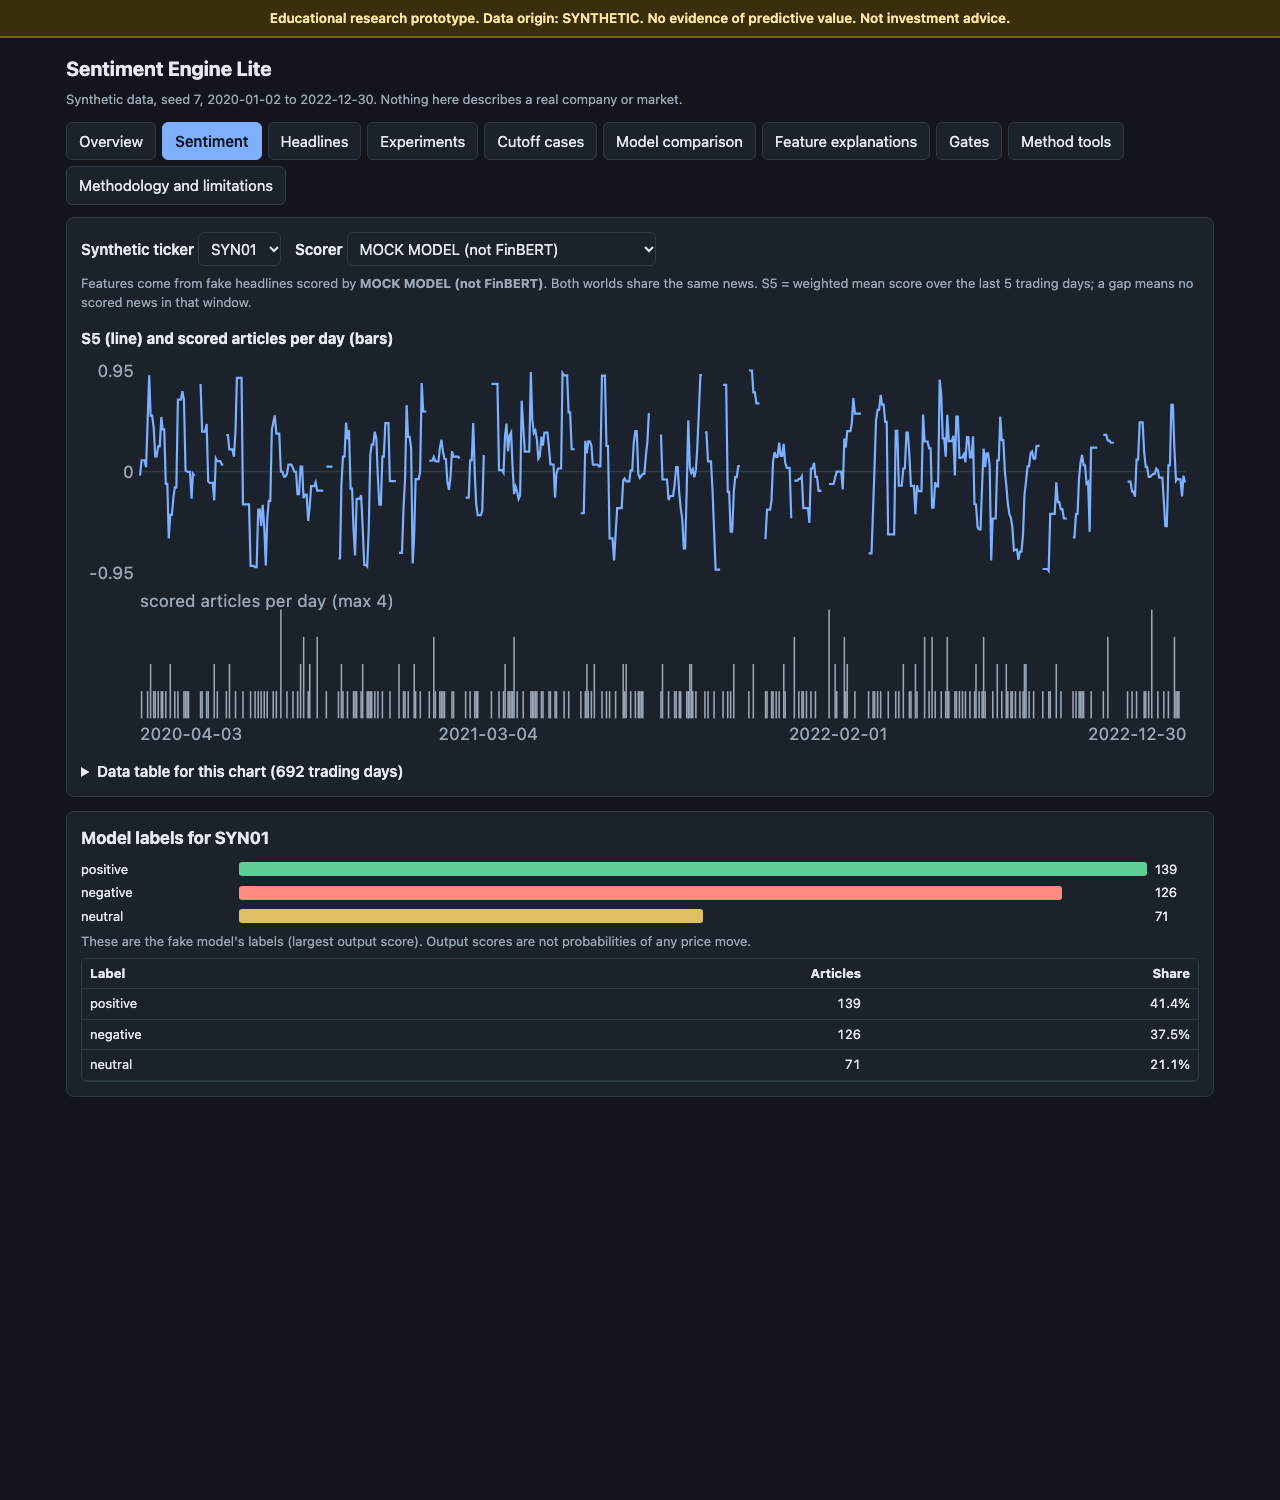 Educational research prototype. Data origin: SYNTHETIC. No evidence of predictive value. Not investment advice.
Sentiment Engine Lite
Synthetic data, seed 7, 2020-01-02 to 2022-12-30. Nothing here describes a real company or market.
Overview Sentiment Headlines Experiments Cutoff cases Model comparison Feature explanations Gates Method tools
Methodology and limitations
Synthetic ticker SYN01 Scorer MOCK MODEL (not FinBERT)
Features come from fake headlines scored by MOCK MODEL (not FinBERT). Both worlds share the same news. S5 = weighted mean score over the last 5 trading days; a gap means no
scored news in that window.
S5 (line) and scored articles per day (bars)
0.95
0
-0.95
scored articles per day (max 4)
2020-04-03 2021-03-04 2022-02-01 2022-12-30
Data table for this chart (692 trading days)
Model labels for SYN01
positive 139
negative 126
neutral 71
These are the fake model's labels (largest output score). Output scores are not probabilities of any price move.
Label Articles Share
positive 139 41.4%
negative 126 37.5%
neutral 71 21.1%